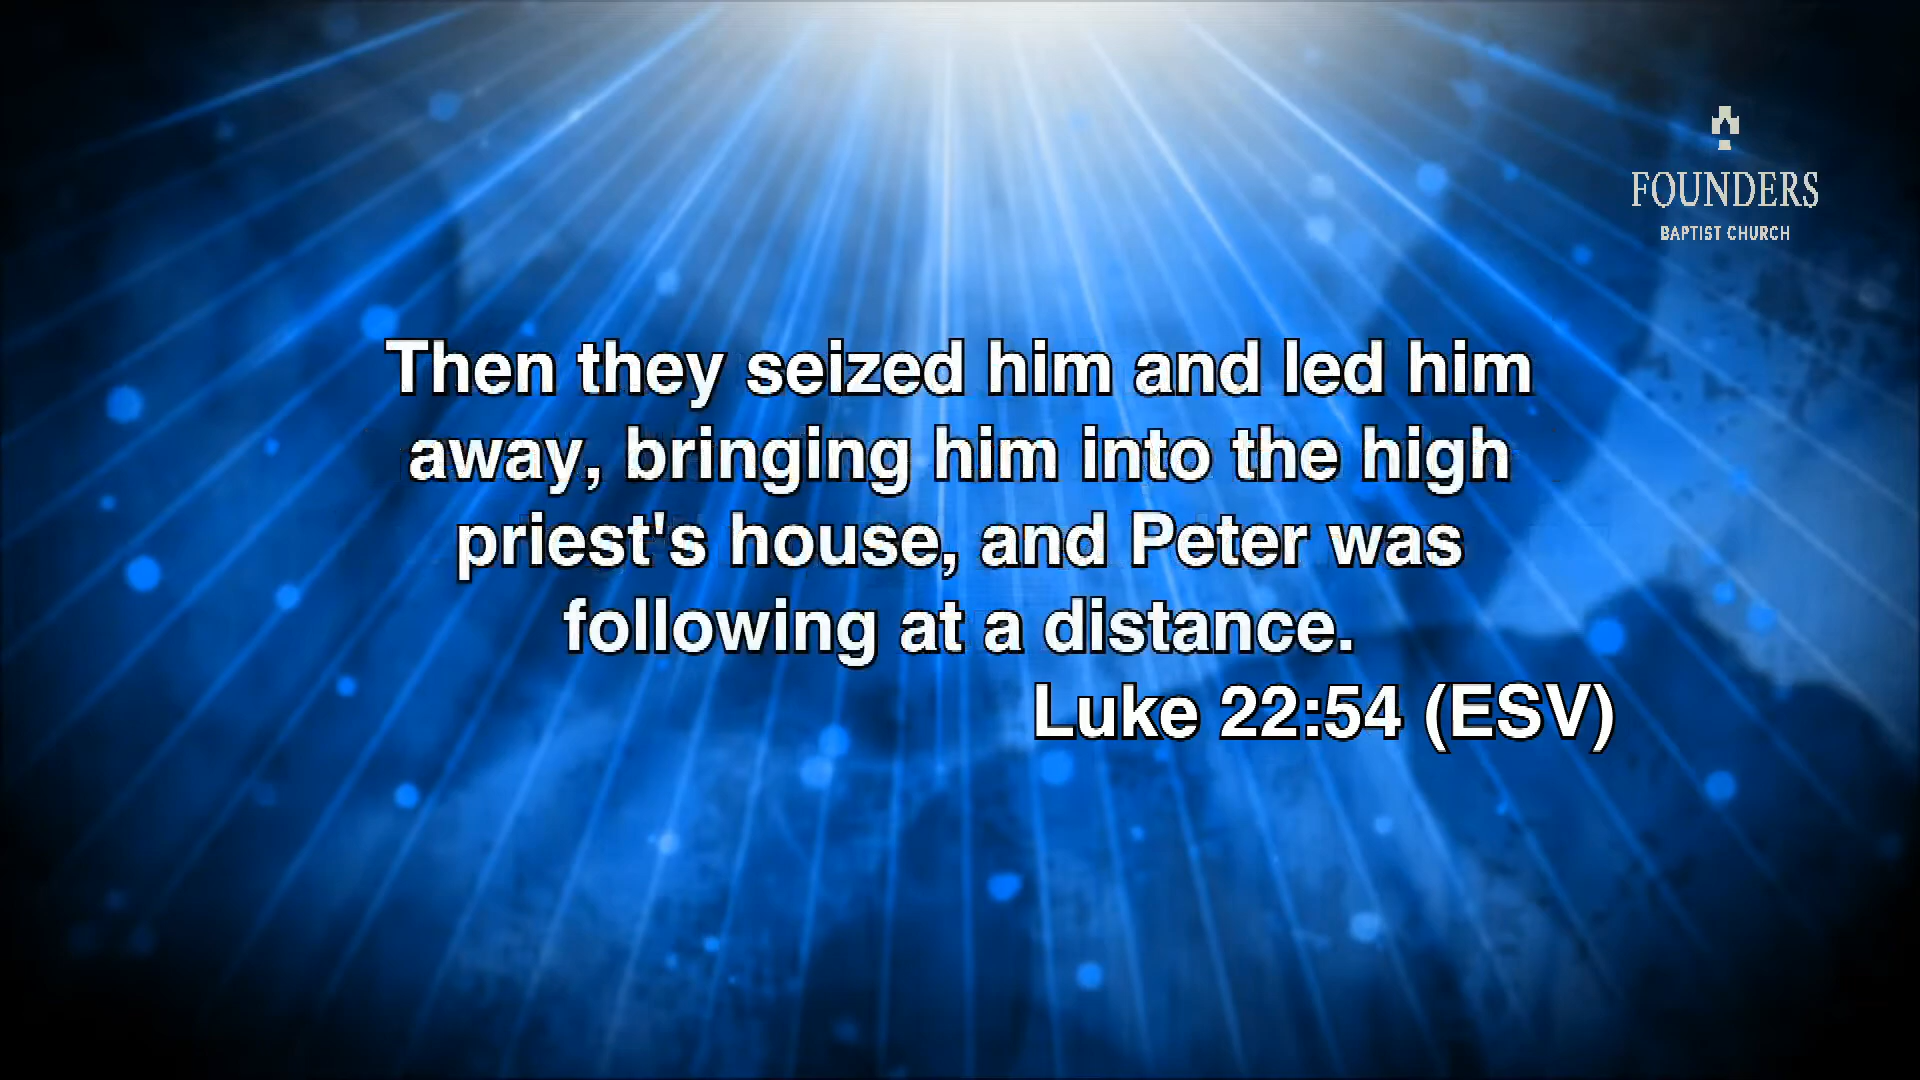 FOUNDERS
BAPTIST CHURCH
Then they seized him and led him
away, bringing him into the high
priest's house, and Peter was
following at a distance.
Luke 22:54 (ESV)